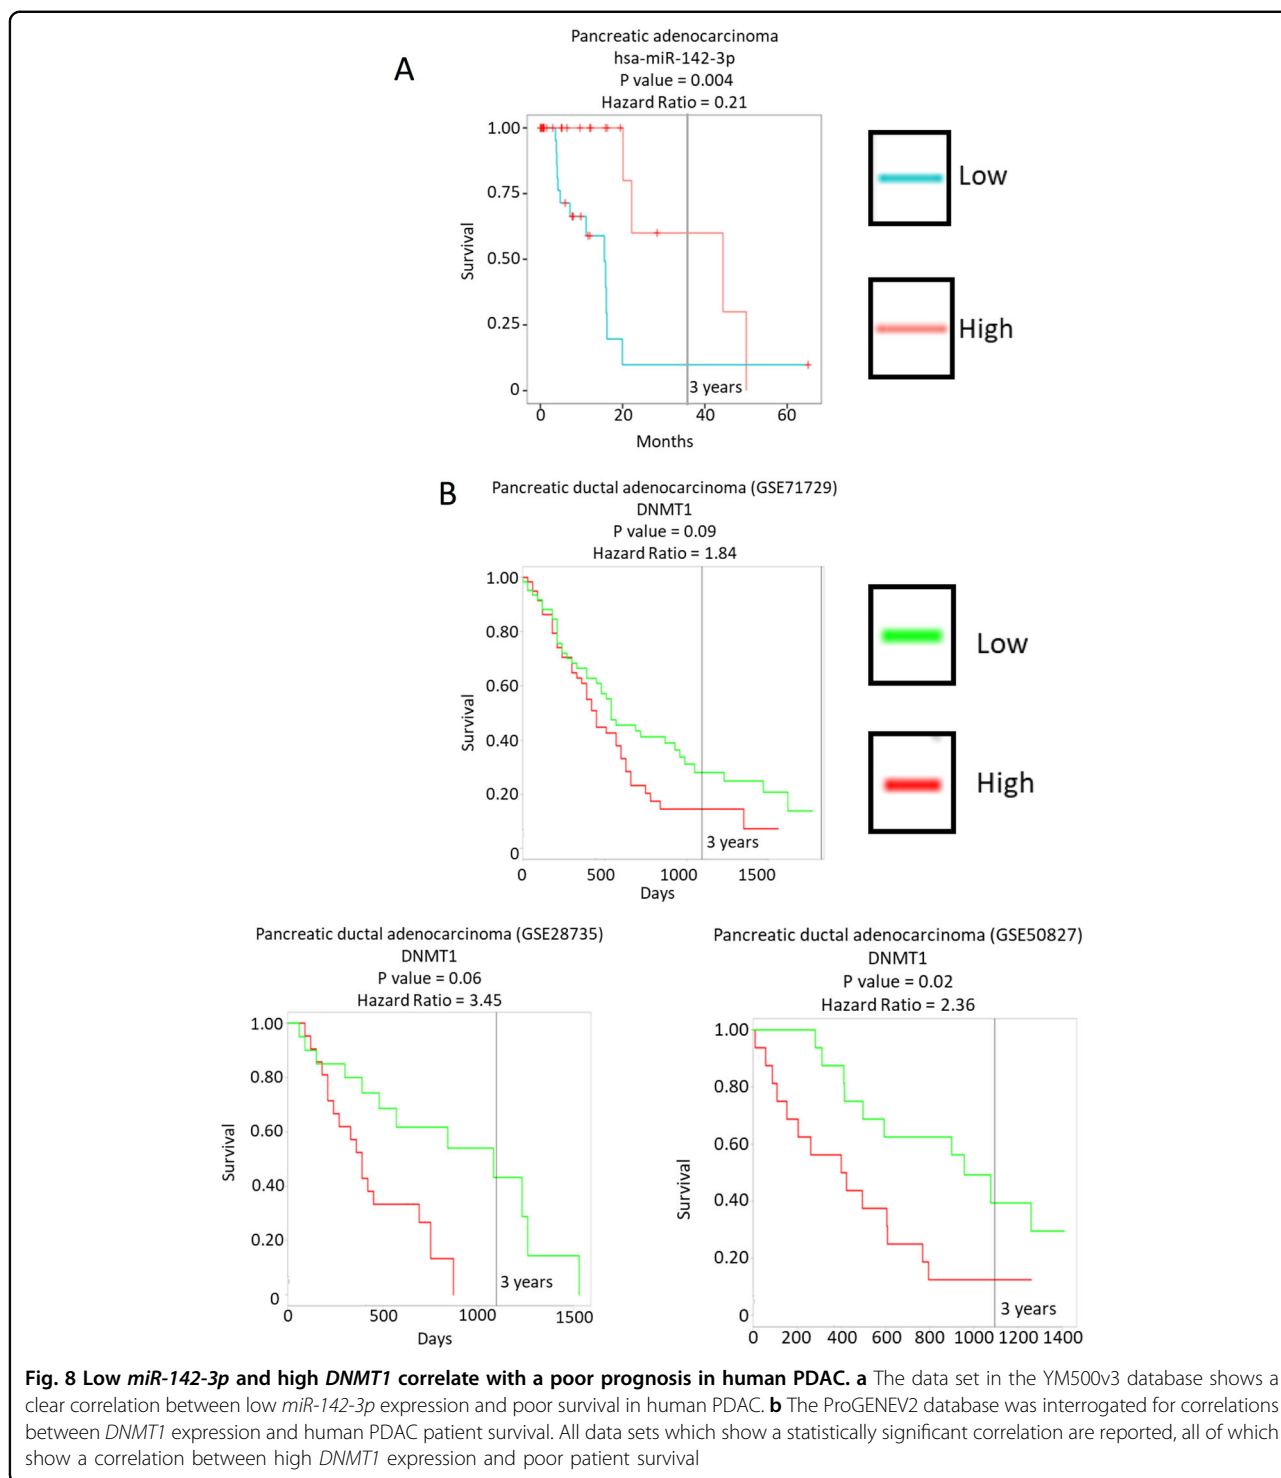 A
Pancreatic adenocarcinoma
hsa-miR-142-3p
P value = 0.004
Hazard Ratio = 0.21
1.00
0.75
0.50
0.25
0
Survival
3 years
0 20 40 60
Months
Low
High
B
Pancreatic ductal adenocarcinoma (GSE71729)
DNMT1
P value = 0.09
Hazard Ratio = 1.84
1.00
0.80
0.60
0.40
0.20
0
Survival
3 years
0 500 1000 1500
Days
Low
High
Pancreatic ductal adenocarcinoma (GSE28735)
DNMT1
P value = 0.06
Hazard Ratio = 3.45
1.00
0.80
0.60
0.40
0.20
0
Survival
3 years
0 500 1000 1500
Days
Pancreatic ductal adenocarcinoma (GSE50827)
DNMT1
P value = 0.02
Hazard Ratio = 2.36
1.00
0.80
0.60
0.40
0.20
0
Survival
3 years
0 200 400 600 800 1000 1200 1400
Fig. 8 Low miR-142-3p and high DNMT1 correlate with a poor prognosis in human PDAC. a The data set in the YM500v3 database shows a
clear correlation between low miR-142-3p expression and poor survival in human PDAC. b The ProGENEV2 database was interrogated for correlations
between DNMT1 expression and human PDAC patient survival. All data sets which show a statistically significant correlation are reported, all of which
show a correlation between high DNMT1 expression and poor patient survival